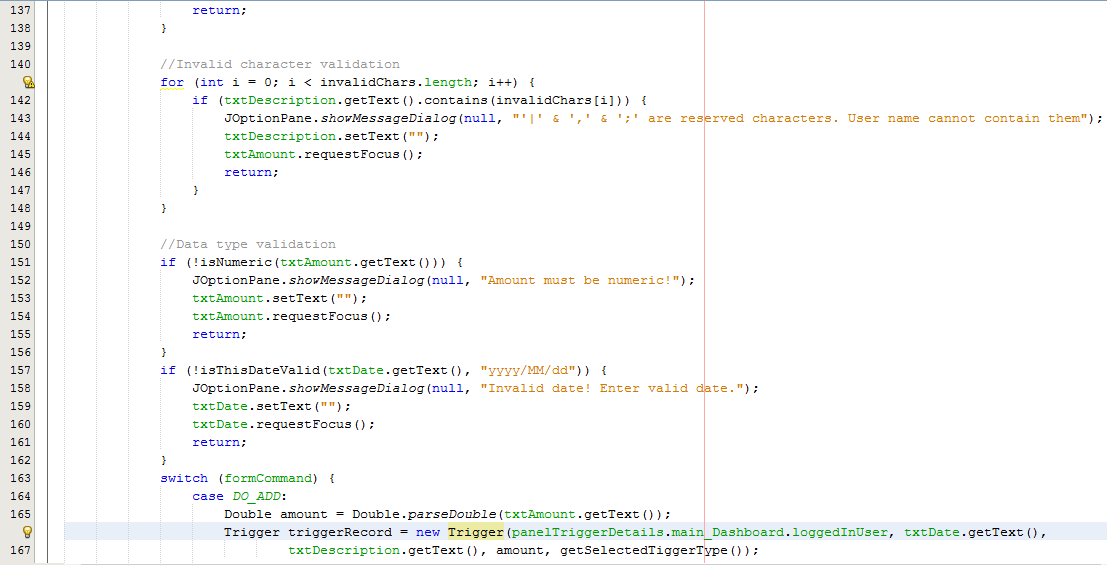 137 return;
138 }
139
140 //Invalid character validation
for (int i = 0; i < invalidChars.length; i++) {
142 if (txtDescription.getText().contains(invalidChars[i])) {
143 JOptionPane.showMessageDialog(null, "'|' & ',' & ';' are reserved characters. User name cannot contain them");
144 txtDescription.setText("");
145 txtAmount.requestFocus();
146 return;
147 }
148 }
149
150 //Data type validation
151 if (!isNumeric(txtAmount.getText())) {
152 JOptionPane.showMessageDialog(null, "Amount must be numeric!");
153 txtAmount.setText("");
154 txtAmount.requestFocus();
155 return;
156 }
157 if (!isThisDateValid(txtDate.getText(), "yyyy/MM/dd")) {
158 JOptionPane.showMessageDialog(null, "Invalid date! Enter valid date.");
159 txtDate.setText("");
160 txtDate.requestFocus();
161 return;
162 }
163 switch (formCommand) {
164 case DO_ADD:
165 Double amount = Double.parseDouble(txtAmount.getText());
Trigger triggerRecord = new Trigger(panelTriggerDetails.main_Dashboard.loggedInUser, txtDate.getText(),
167 txtDescription.getText(), amount, getSelectedTiggerType());